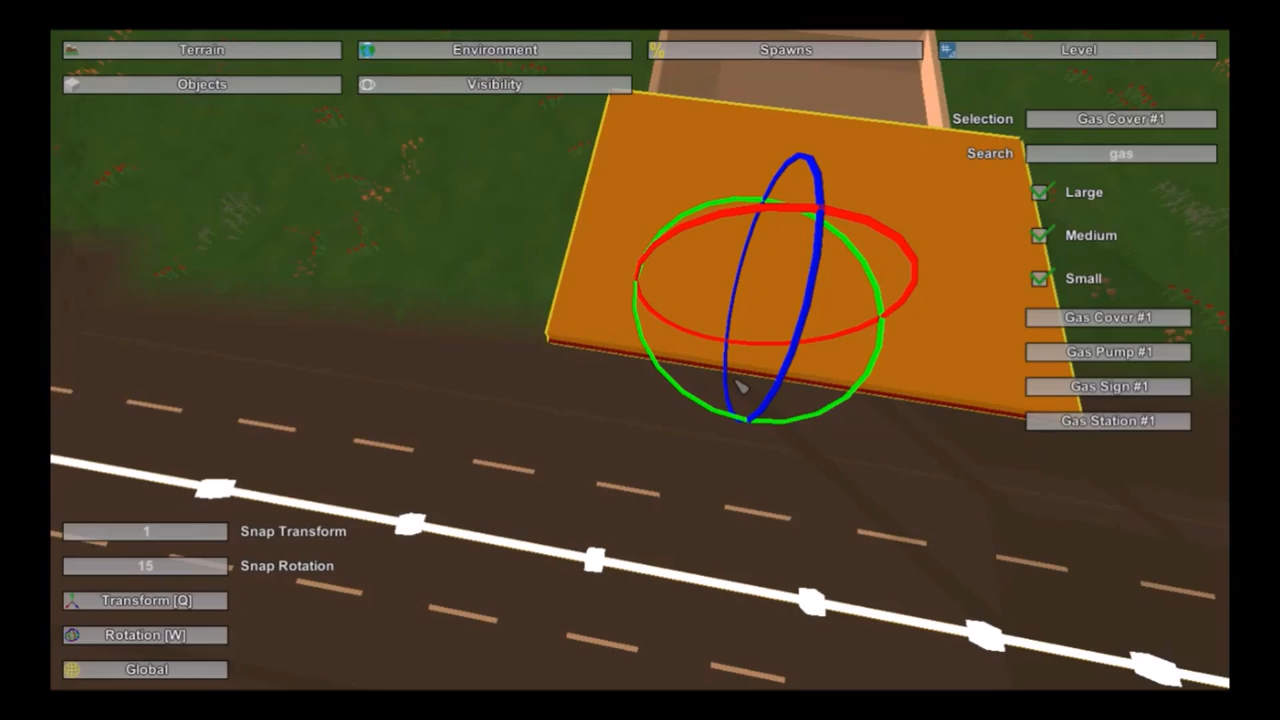 Terrain
Environment
Spawns
Level
Objects
Visibility
Selection Gas Cover #1
Search gas
Large
Medium
Small
Gas Cover #1
Gas Pump #1
Gas Sign #1
Gas Station #1
1 Snap Transform
15 Snap Rotation
Transform [Q]
Rotation [W]
Global